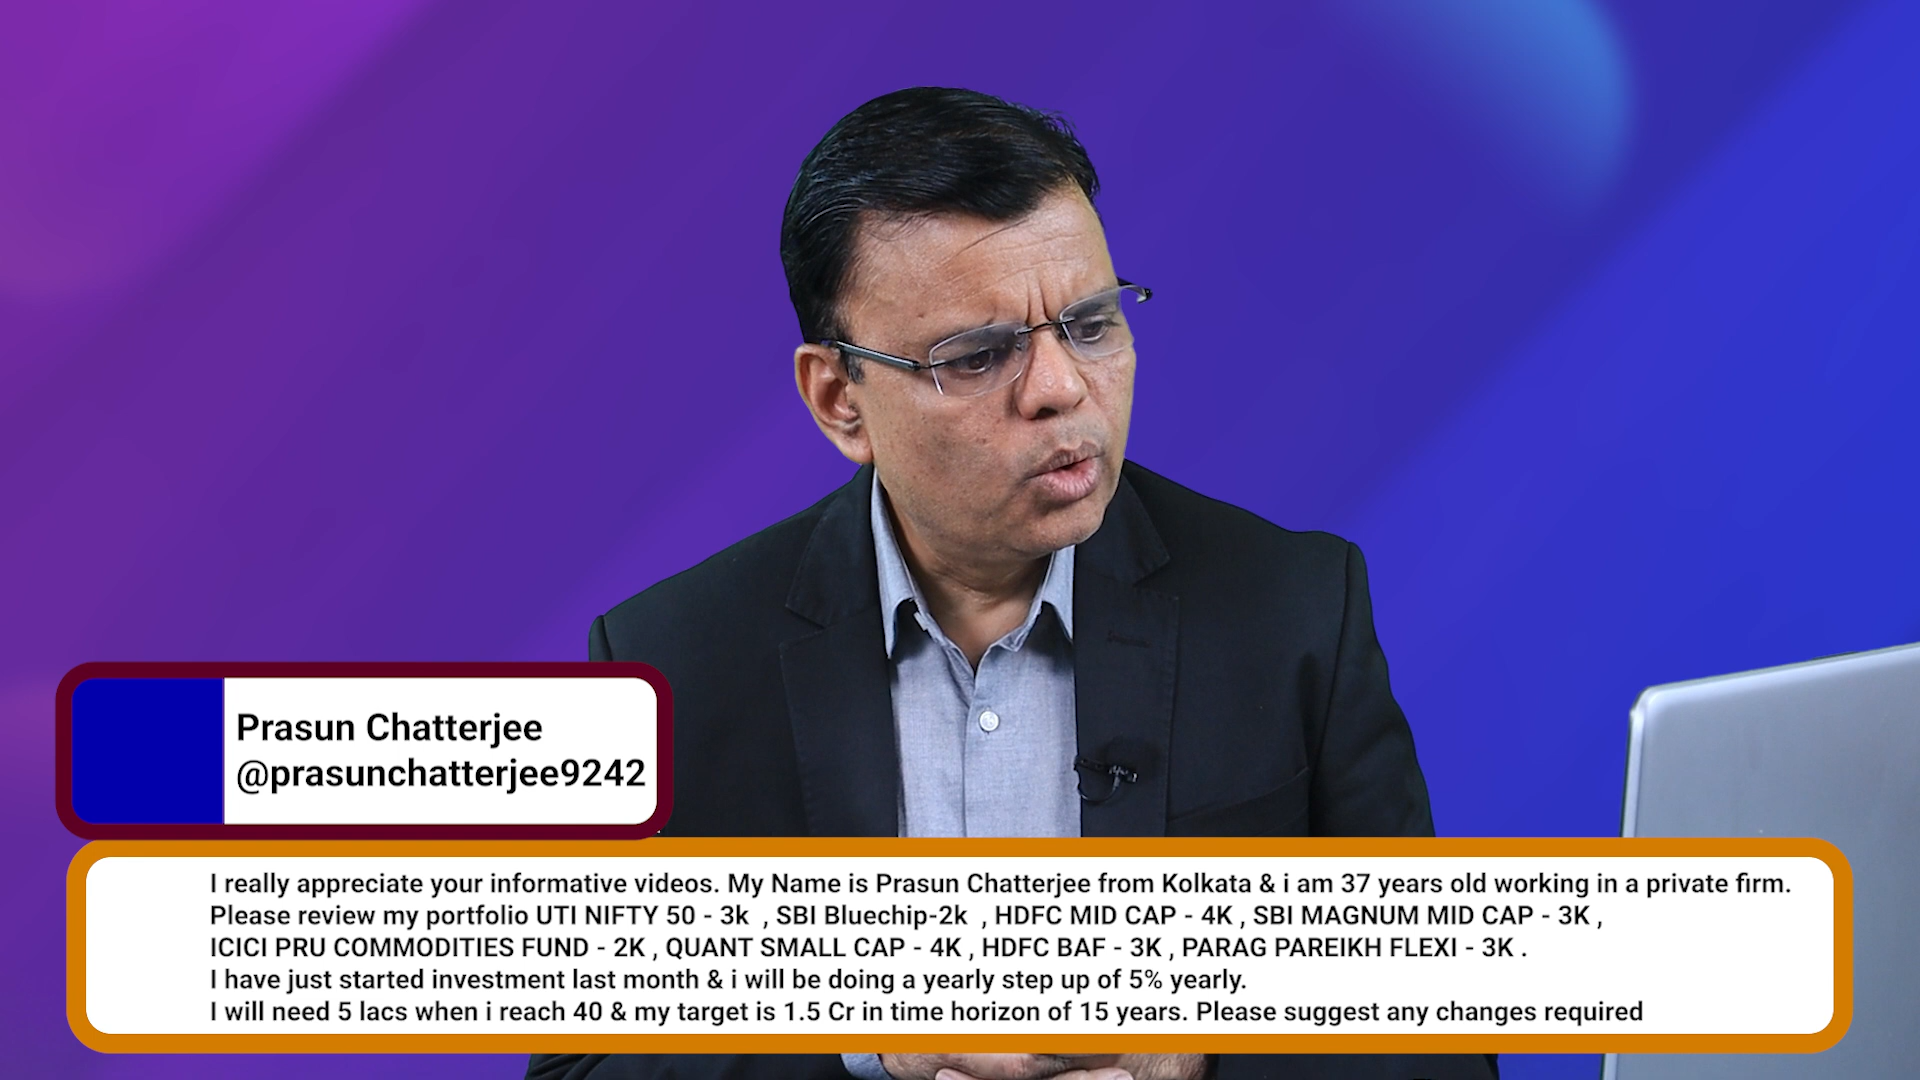 Prasun Chatterjee
@prasunchatterjee9242
I really appreciate your informative videos. My Name is Prasun Chatterjee from Kolkata & i am 37 years old working in a private firm.
Please review my portfolio UTI NIFTY 50 - 3k , SBI Bluechip-2k , HDFC MID CAP - 4K , SBI MAGNUM MID CAP - 3K ,
ICICI PRU COMMODITIES FUND - 2K , QUANT SMALL CAP - 4K , HDFC BAF - 3K , PARAG PAREIKH FLEXI - 3K .
I have just started investment last month & i will be doing a yearly step up of 5% yearly.
I will need 5 lacs when i reach 40 & my target is 1.5 Cr in time horizon of 15 years. Please suggest any changes required